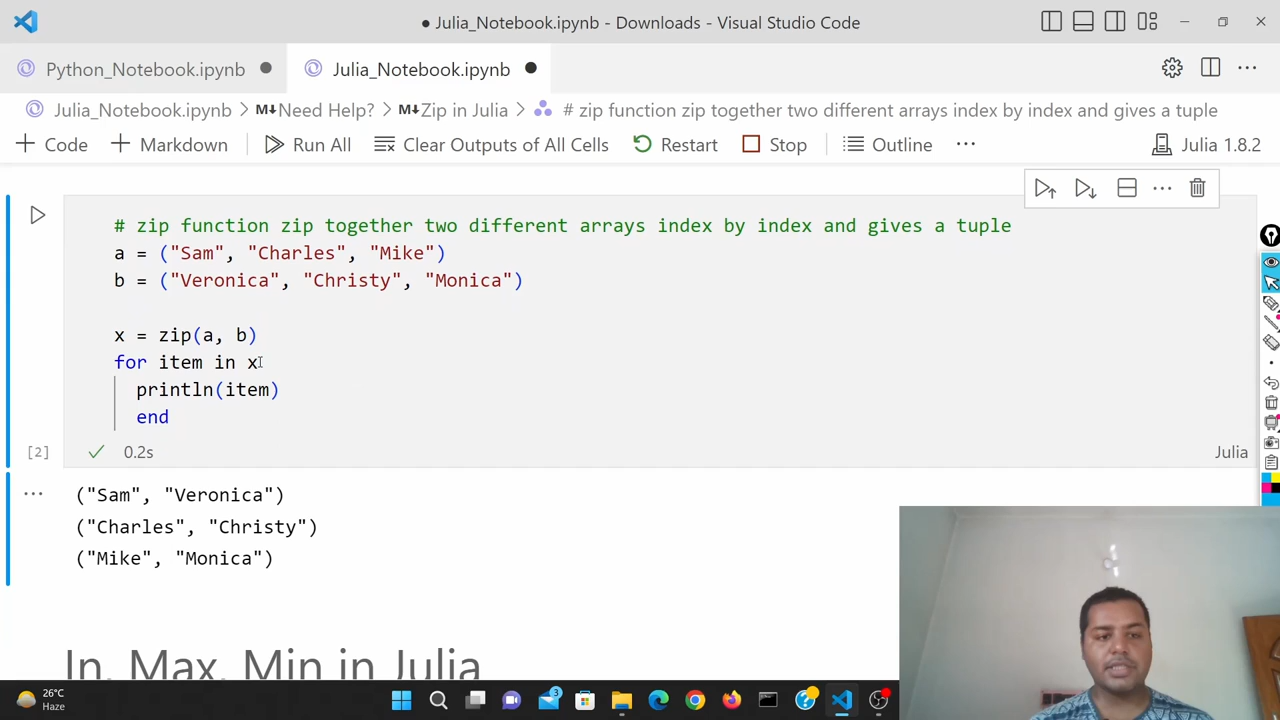 ● Julia_Notebook.ipynb - Downloads - Visual Studio Code
Python_Notebook.ipynb ● Julia_Notebook.ipynb ●
Julia_Notebook.ipynb > M↓Need Help? > M↓Zip in Julia > # zip function zip together two different arrays index by index and gives a tuple
+ Code + Markdown Run All Clear Outputs of All Cells Restart Stop Outline ··· Julia 1.8.2
# zip function zip together two different arrays index by index and gives a tuple
a = ("Sam", "Charles", "Mike")
b = ("Veronica", "Christy", "Monica")
x = zip(a, b)
for item in x
println(item)
end
[2] 0.2s Julia
("Sam", "Veronica")
("Charles", "Christy")
("Mike", "Monica")
In, Max, Min in Julia
26°C
Haze
3